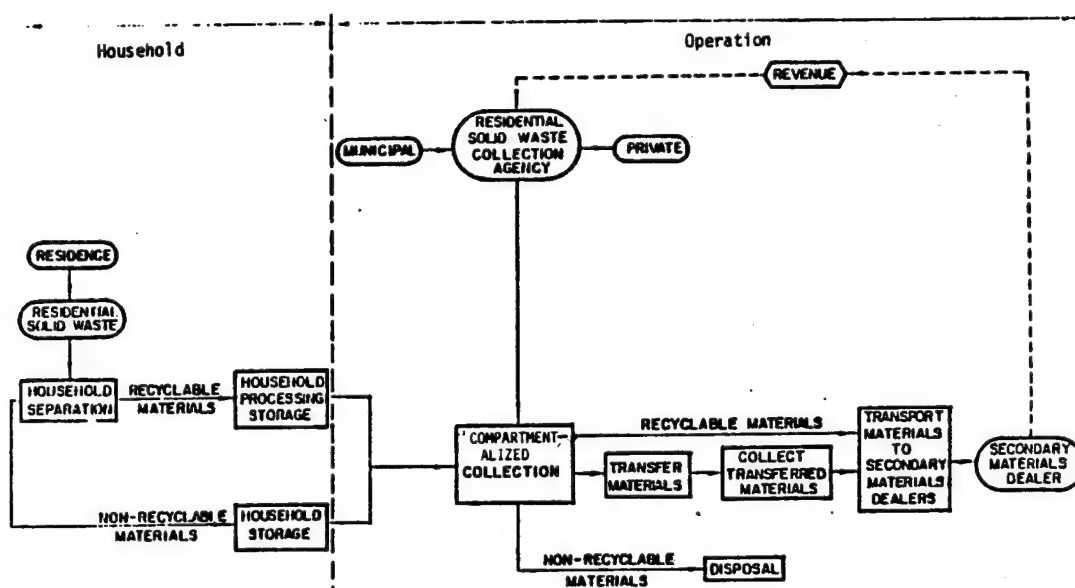 Household
Operation
REVENUE
RESIDENTIAL
SOLID WASTE
COLLECTION
AGENCY
MUNICIPAL
PRIVATE
RESIDENCE
RESIDENTIAL
SOLID WASTE
HOUSEHOLD
SEPARATION
RECYCLABLE
MATERIALS
HOUSEHOLD
PROCESSING
STORAGE
NON-RECYCLABLE
MATERIALS
HOUSEHOLD
STORAGE
COMPARTMENT-
ALIZED
COLLECTION
RECYCLABLE MATERIALS
TRANSFER
MATERIALS
COLLECT
TRANSFERRED
MATERIALS
TRANSPORT
MATERIALS
TO
SECONDARY
MATERIALS
DEALERS
SECONDARY
MATERIALS
DEALER
NON-RECYCLABLE
MATERIALS
DISPOSAL